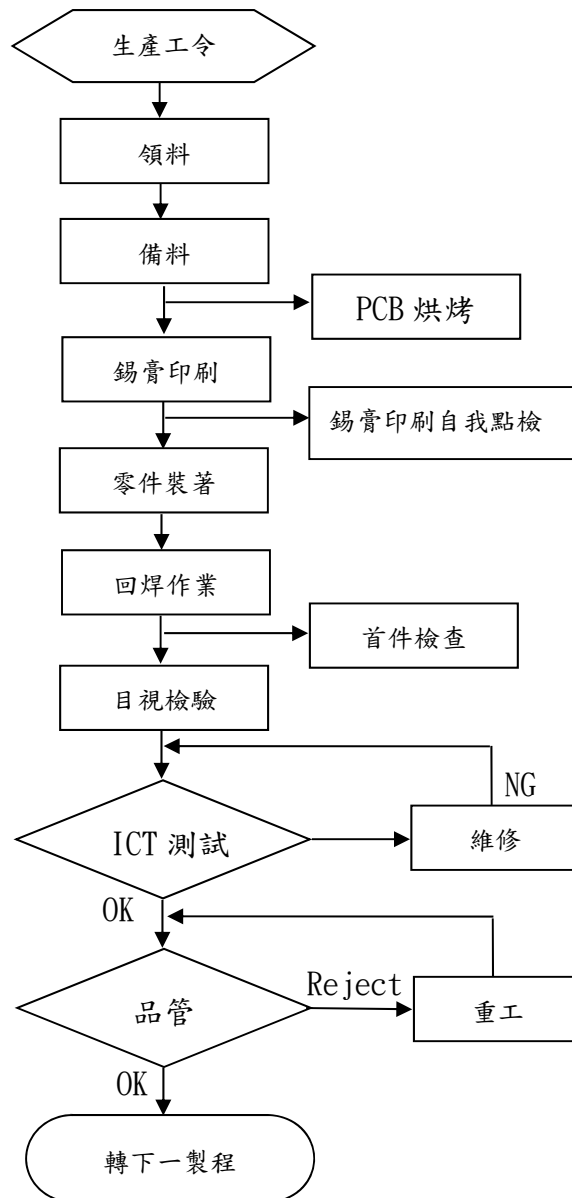 生產工令
領料
備料
PCB 烘烤
錫膏印刷
錫膏印刷自我點檢
零件裝著
回焊作業
首件檢查
目視檢驗
NG
ICT 測試
維修
OK
Reject
品管
重工
OK
轉下一製程